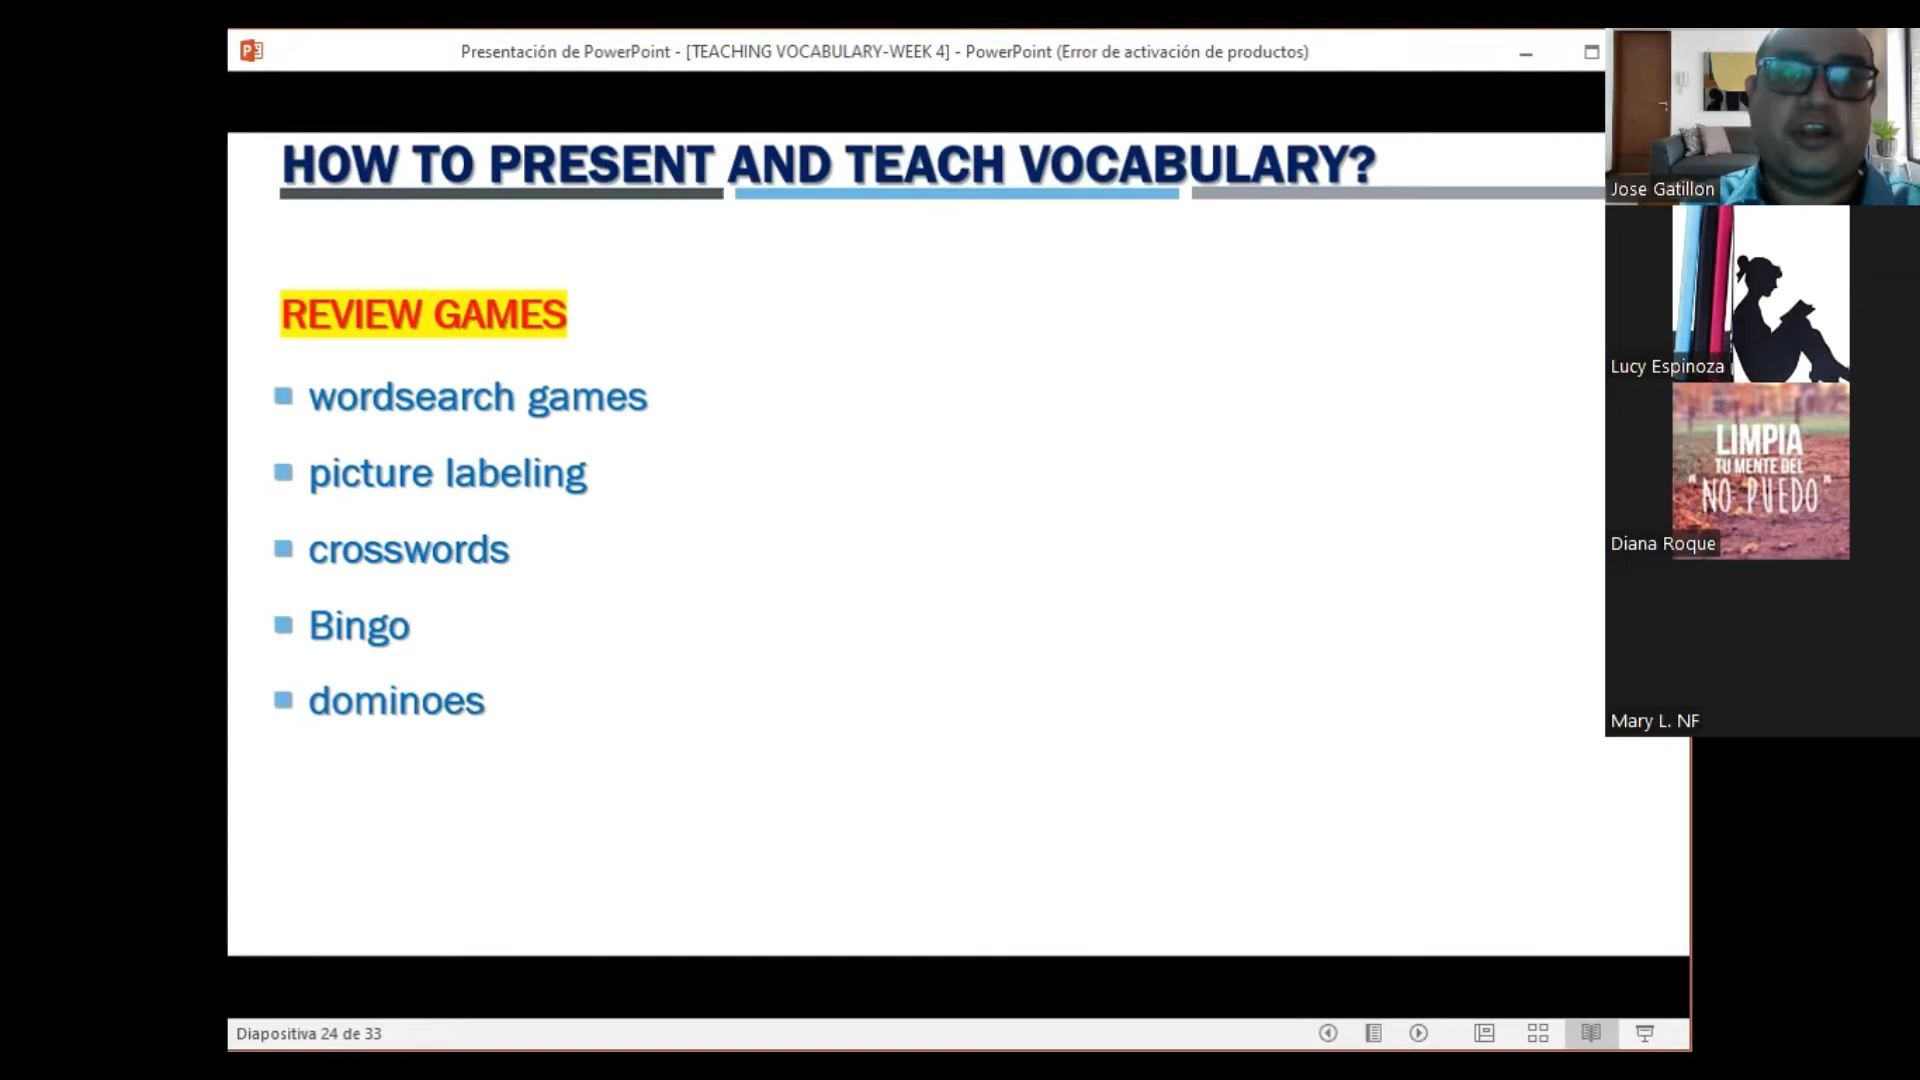 Presentación de PowerPoint - [TEACHING VOCABULARY-WEEK 4] - PowerPoint (Error de activación de productos)
HOW TO PRESENT AND TEACH VOCABULARY?
REVIEW GAMES
wordsearch games
picture labeling
crosswords
Bingo
dominoes
Diapositiva 24 de 33
Jose Gatillon
Lucy Espinoza
LIMPIA
TU MENTE DEL
"NO PUEDO"
Diana Roque
Mary L. NF